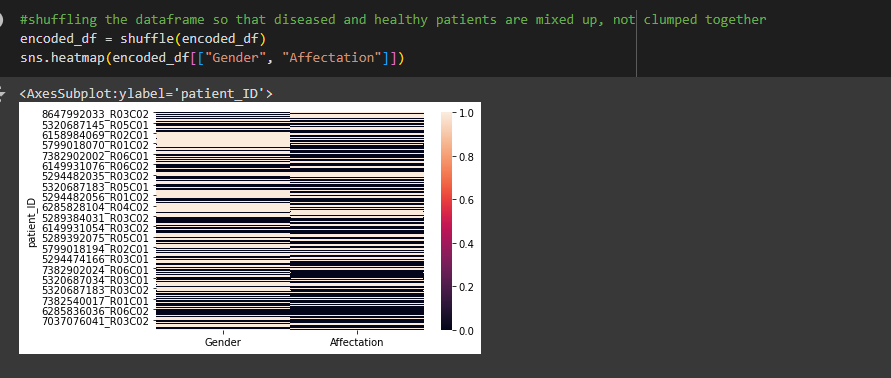 #shuffling the dataframe so that diseased and healthy patients are mixed up, not clumped together
encoded_df = shuffle(encoded_df)
sns.heatmap(encoded_df[["Gender", "Affectation"]])
<AxesSubplot:ylabel='patient_ID'>
8647992033_R03C02
5320687145_R05C01
6158984069_R02C01
5799018070_R01C02
7382902002_R06C01
6149931076_R06C02
5294482035_R03C02
5320687183_R05C01
5294482056_R01C02
6285828104_R04C02
5289384031_R03C02
6149931054_R03C02
5289392075_R05C01
5799018194_R02C01
5294474166_R03C01
7382902024_R06C01
5320687034_R03C01
5320687183_R03C02
7382540017_R01C01
6285836036_R06C02
7037076041_R03C02
patient_ID
Gender
Affectation
1.0
0.8
0.6
0.4
0.2
0.0